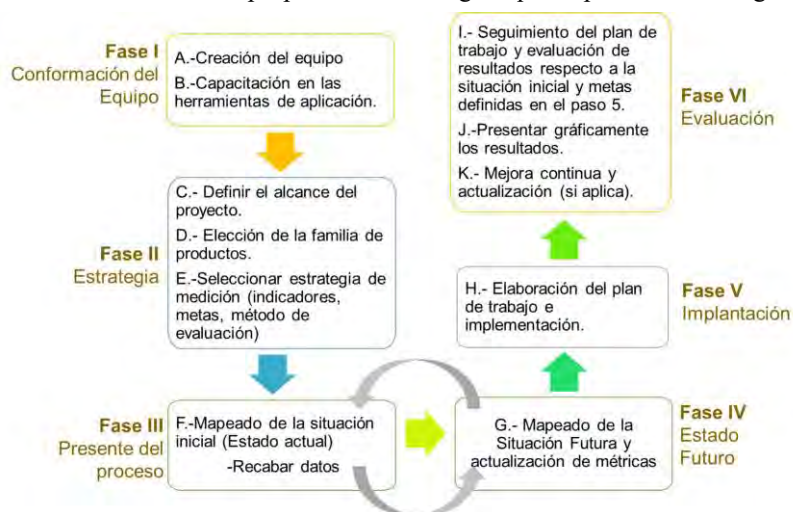 Fase I
Conformación del
Equipo
A.-Creación del equipo
B.-Capacitación en las
herramientas de aplicación.
Fase II
Estrategia
C.- Definir el alcance del
proyecto.
D.- Elección de la familia de
productos.
E.-Seleccionar estrategia de
medición (indicadores,
metas, método de
evaluación)
Fase III
Presente del
proceso
F.-Mapeado de la situación
inicial (Estado actual)
-Recabar datos
G.- Mapeado de la
Situación Futura y
actualización de métricas
Fase IV
Estado
Futuro
H.- Elaboración del plan
de trabajo e
implementación.
Fase V
Implantación
I.- Seguimiento del plan de
trabajo y evaluación de
resultados respecto a la
situación inicial y metas
definidas en el paso 5.
J.-Presentar gráficamente
los resultados.
K.- Mejora continua y
actualización (si aplica).
Fase VI
Evaluación